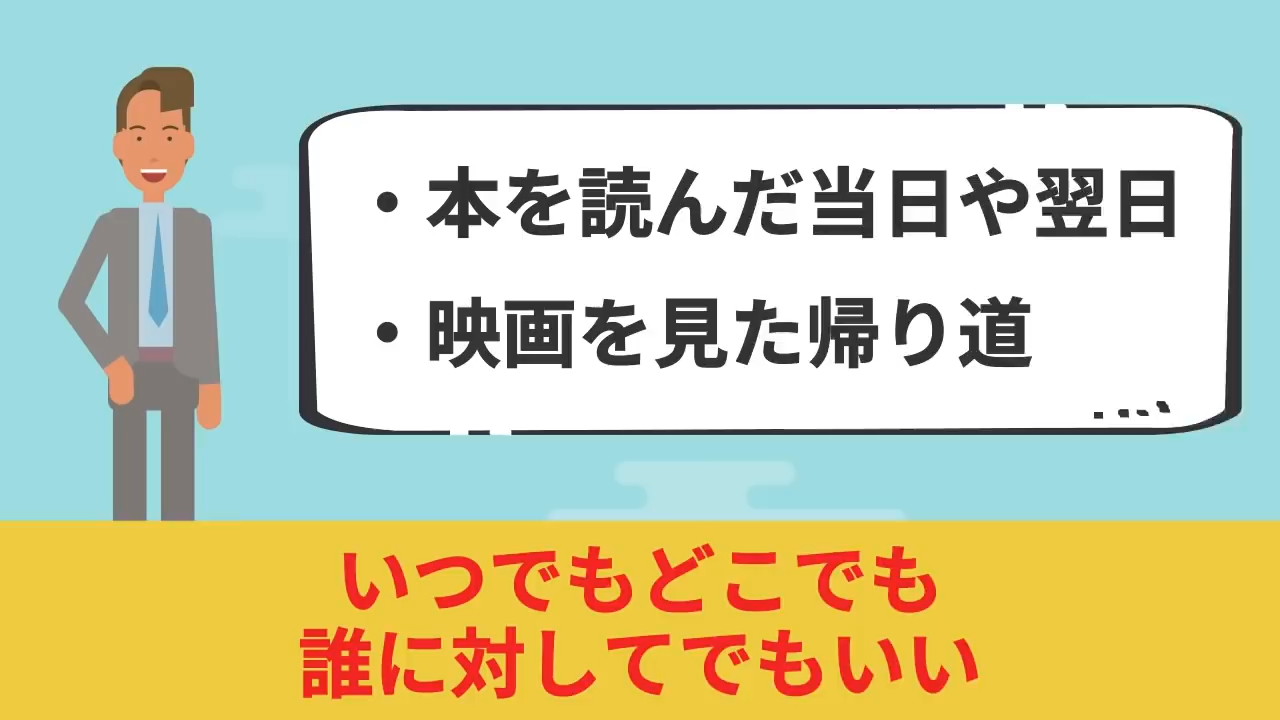 ・本を読んだ当日や翌日
・映画を見た帰り道
いつでもどこでも
誰に対してでもいい